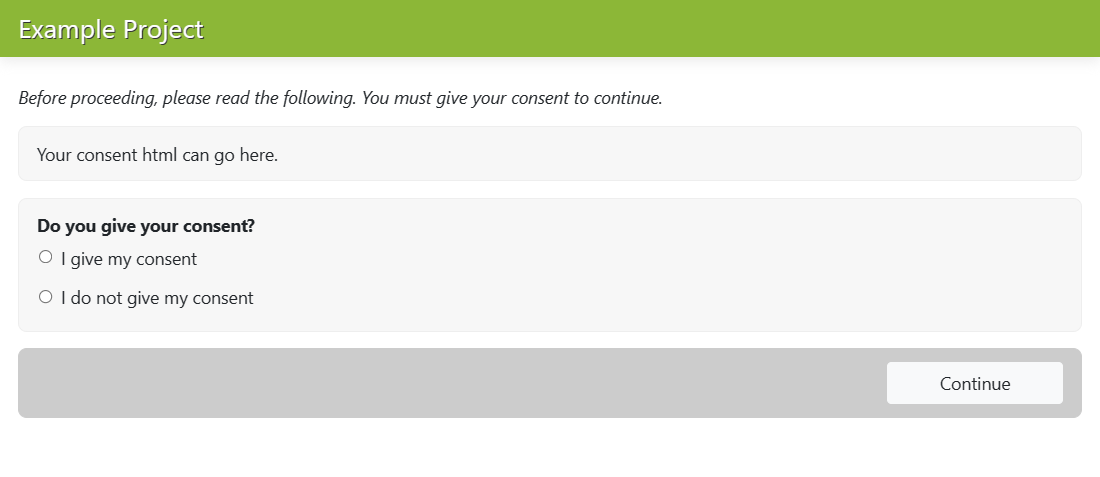 Example Project
Before proceeding, please read the following. You must give your consent to continue.
Your consent html can go here.
Do you give your consent?
I give my consent
I do not give my consent
Continue